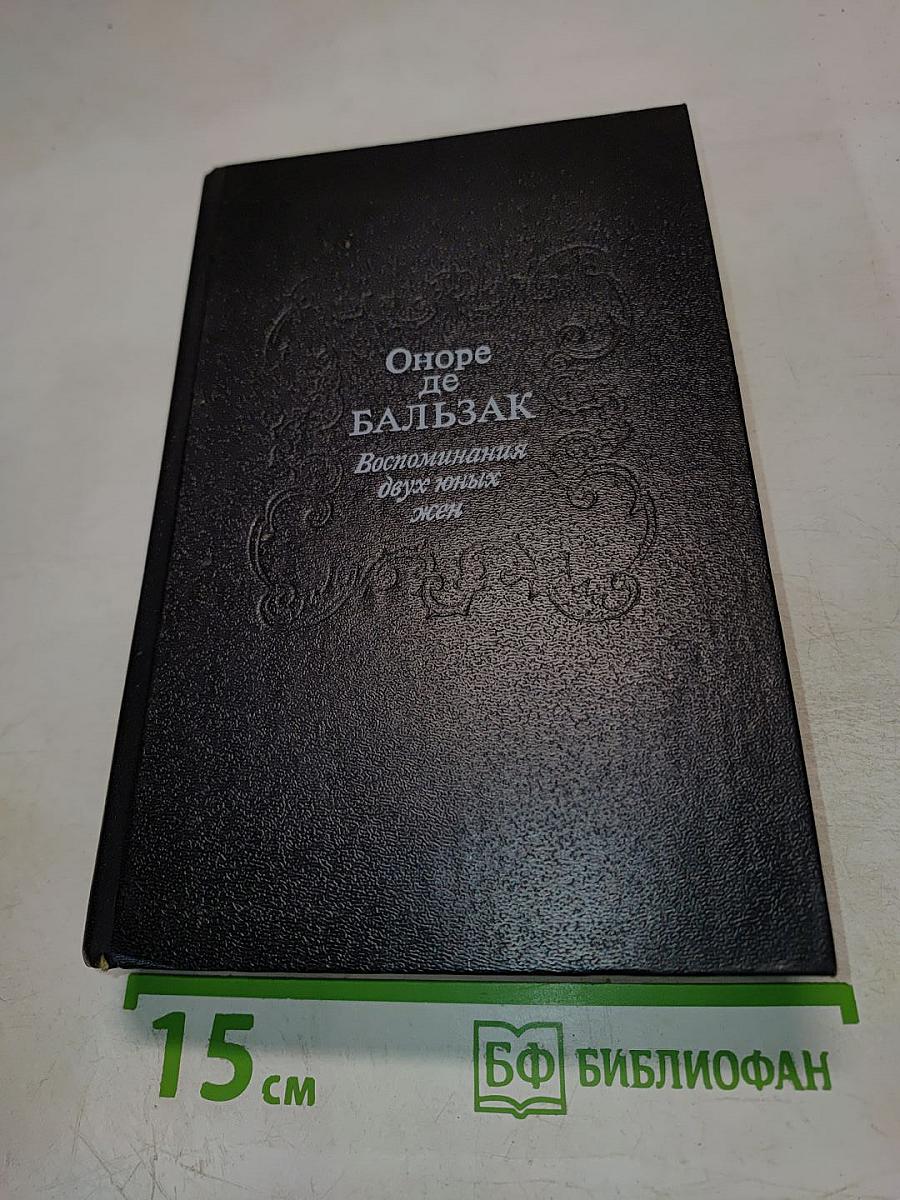 Оноре
де
БАЛЬЗАК
Воспоминания
двух юных
жен
15 см
БФ БИБЛИОФАН